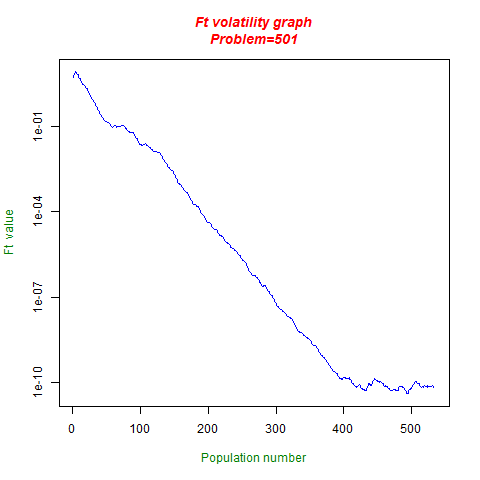 Ft volatility graph
Problem=501
Ft value
1e-01
1e-04
1e-07
1e-10
0 100 200 300 400 500
Population number